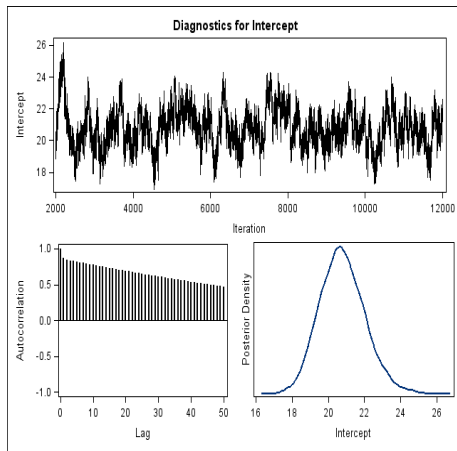 Diagnostics for Intercept
26
24
22
20
18
Intercept
2000 4000 6000 8000 10000 12000
Iteration
1.0
0.5
0.0
-0.5
-1.0
Autocorrelation
0 10 20 30 40 50
Lag
Posterior Density
16 18 20 22 24 26
Intercept